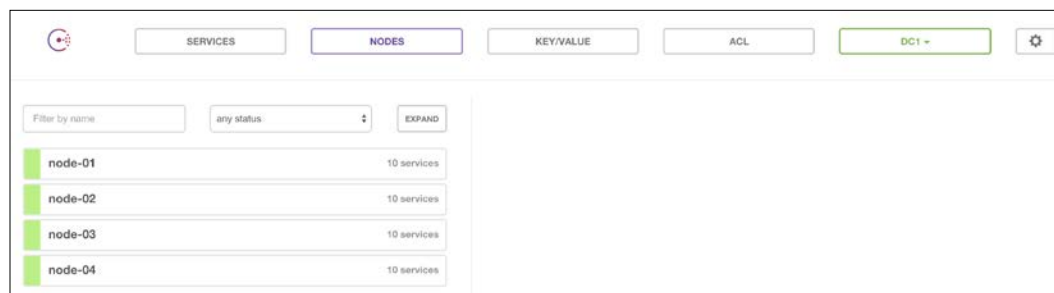 SERVICES NODES KEY/VALUE ACL DC1
Filter by name any status EXPAND
node-01 10 services
node-02 10 services
node-03 10 services
node-04 10 services